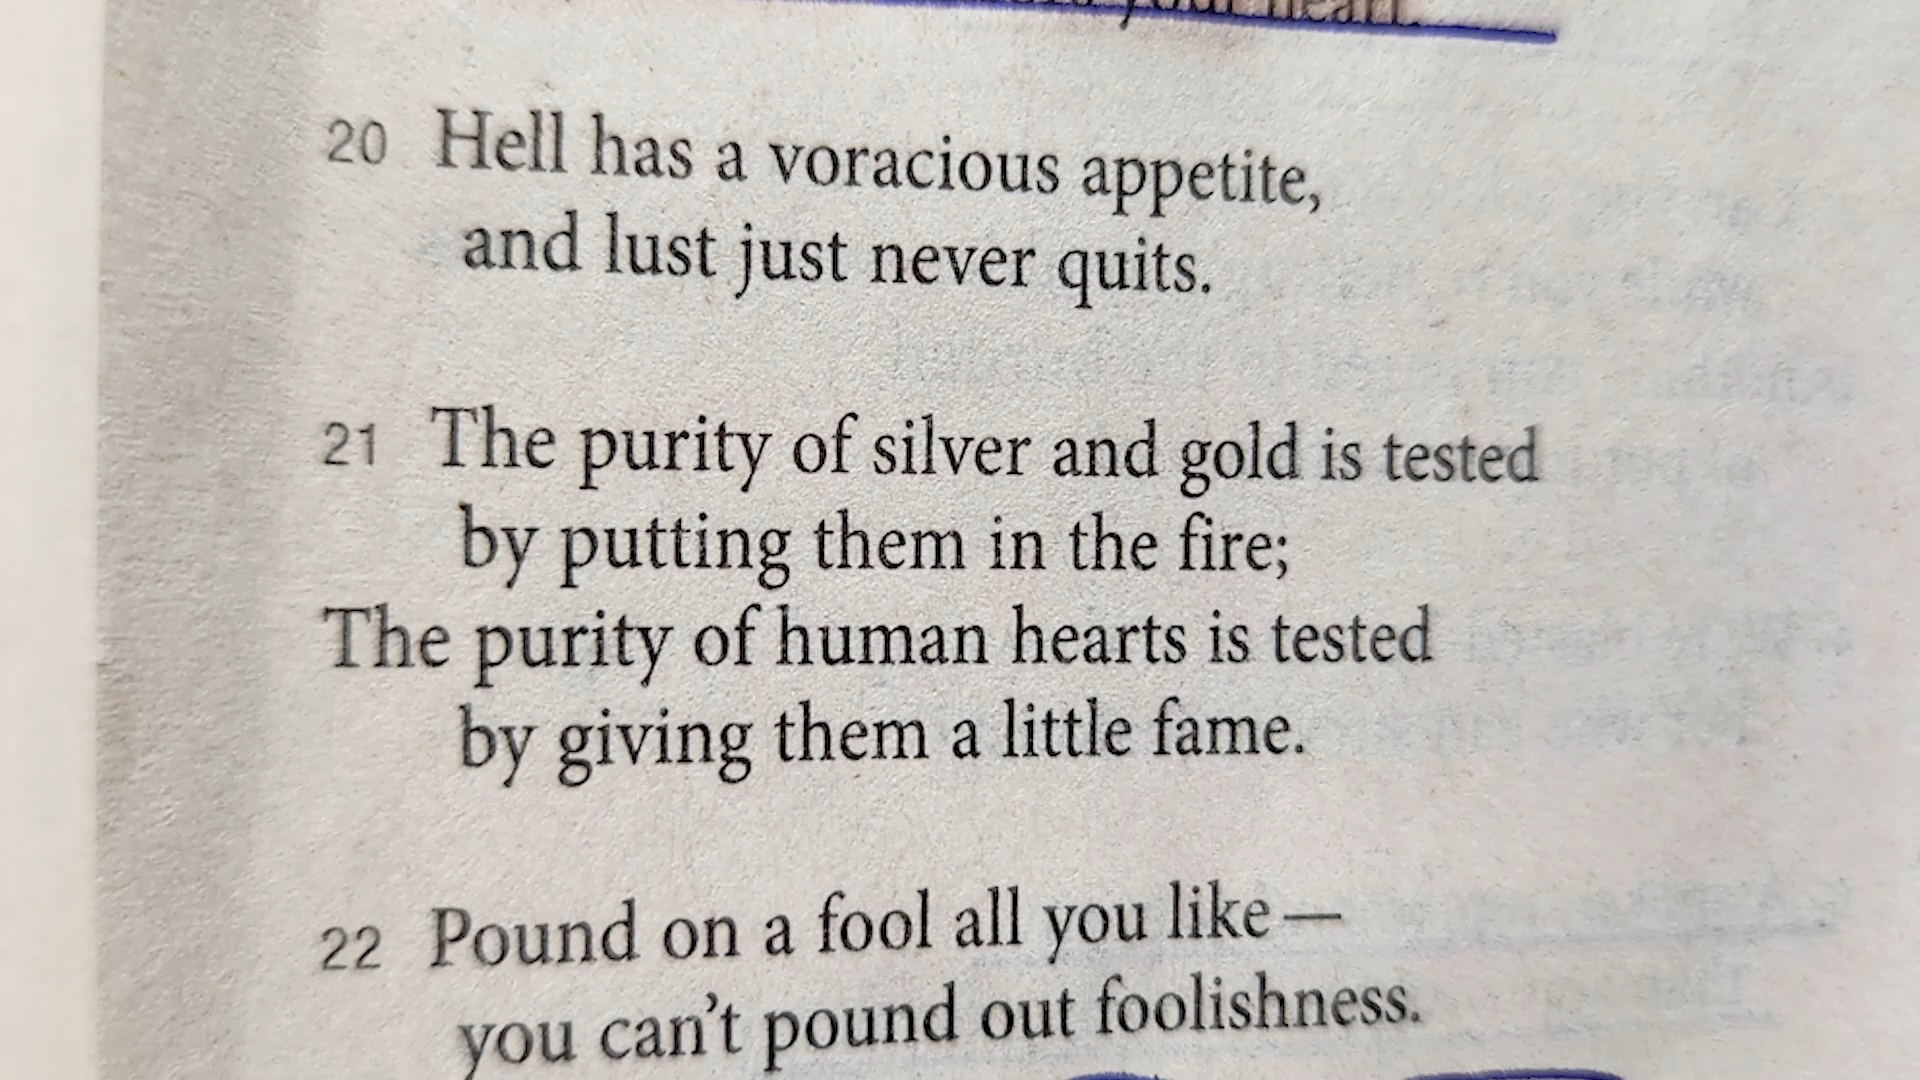 your heart.
20 Hell has a voracious appetite,
and lust just never quits.
21 The purity of silver and gold is tested
by putting them in the fire;
The purity of human hearts is tested
by giving them a little fame.
22 Pound on a fool all you like—
you can't pound out foolishness.